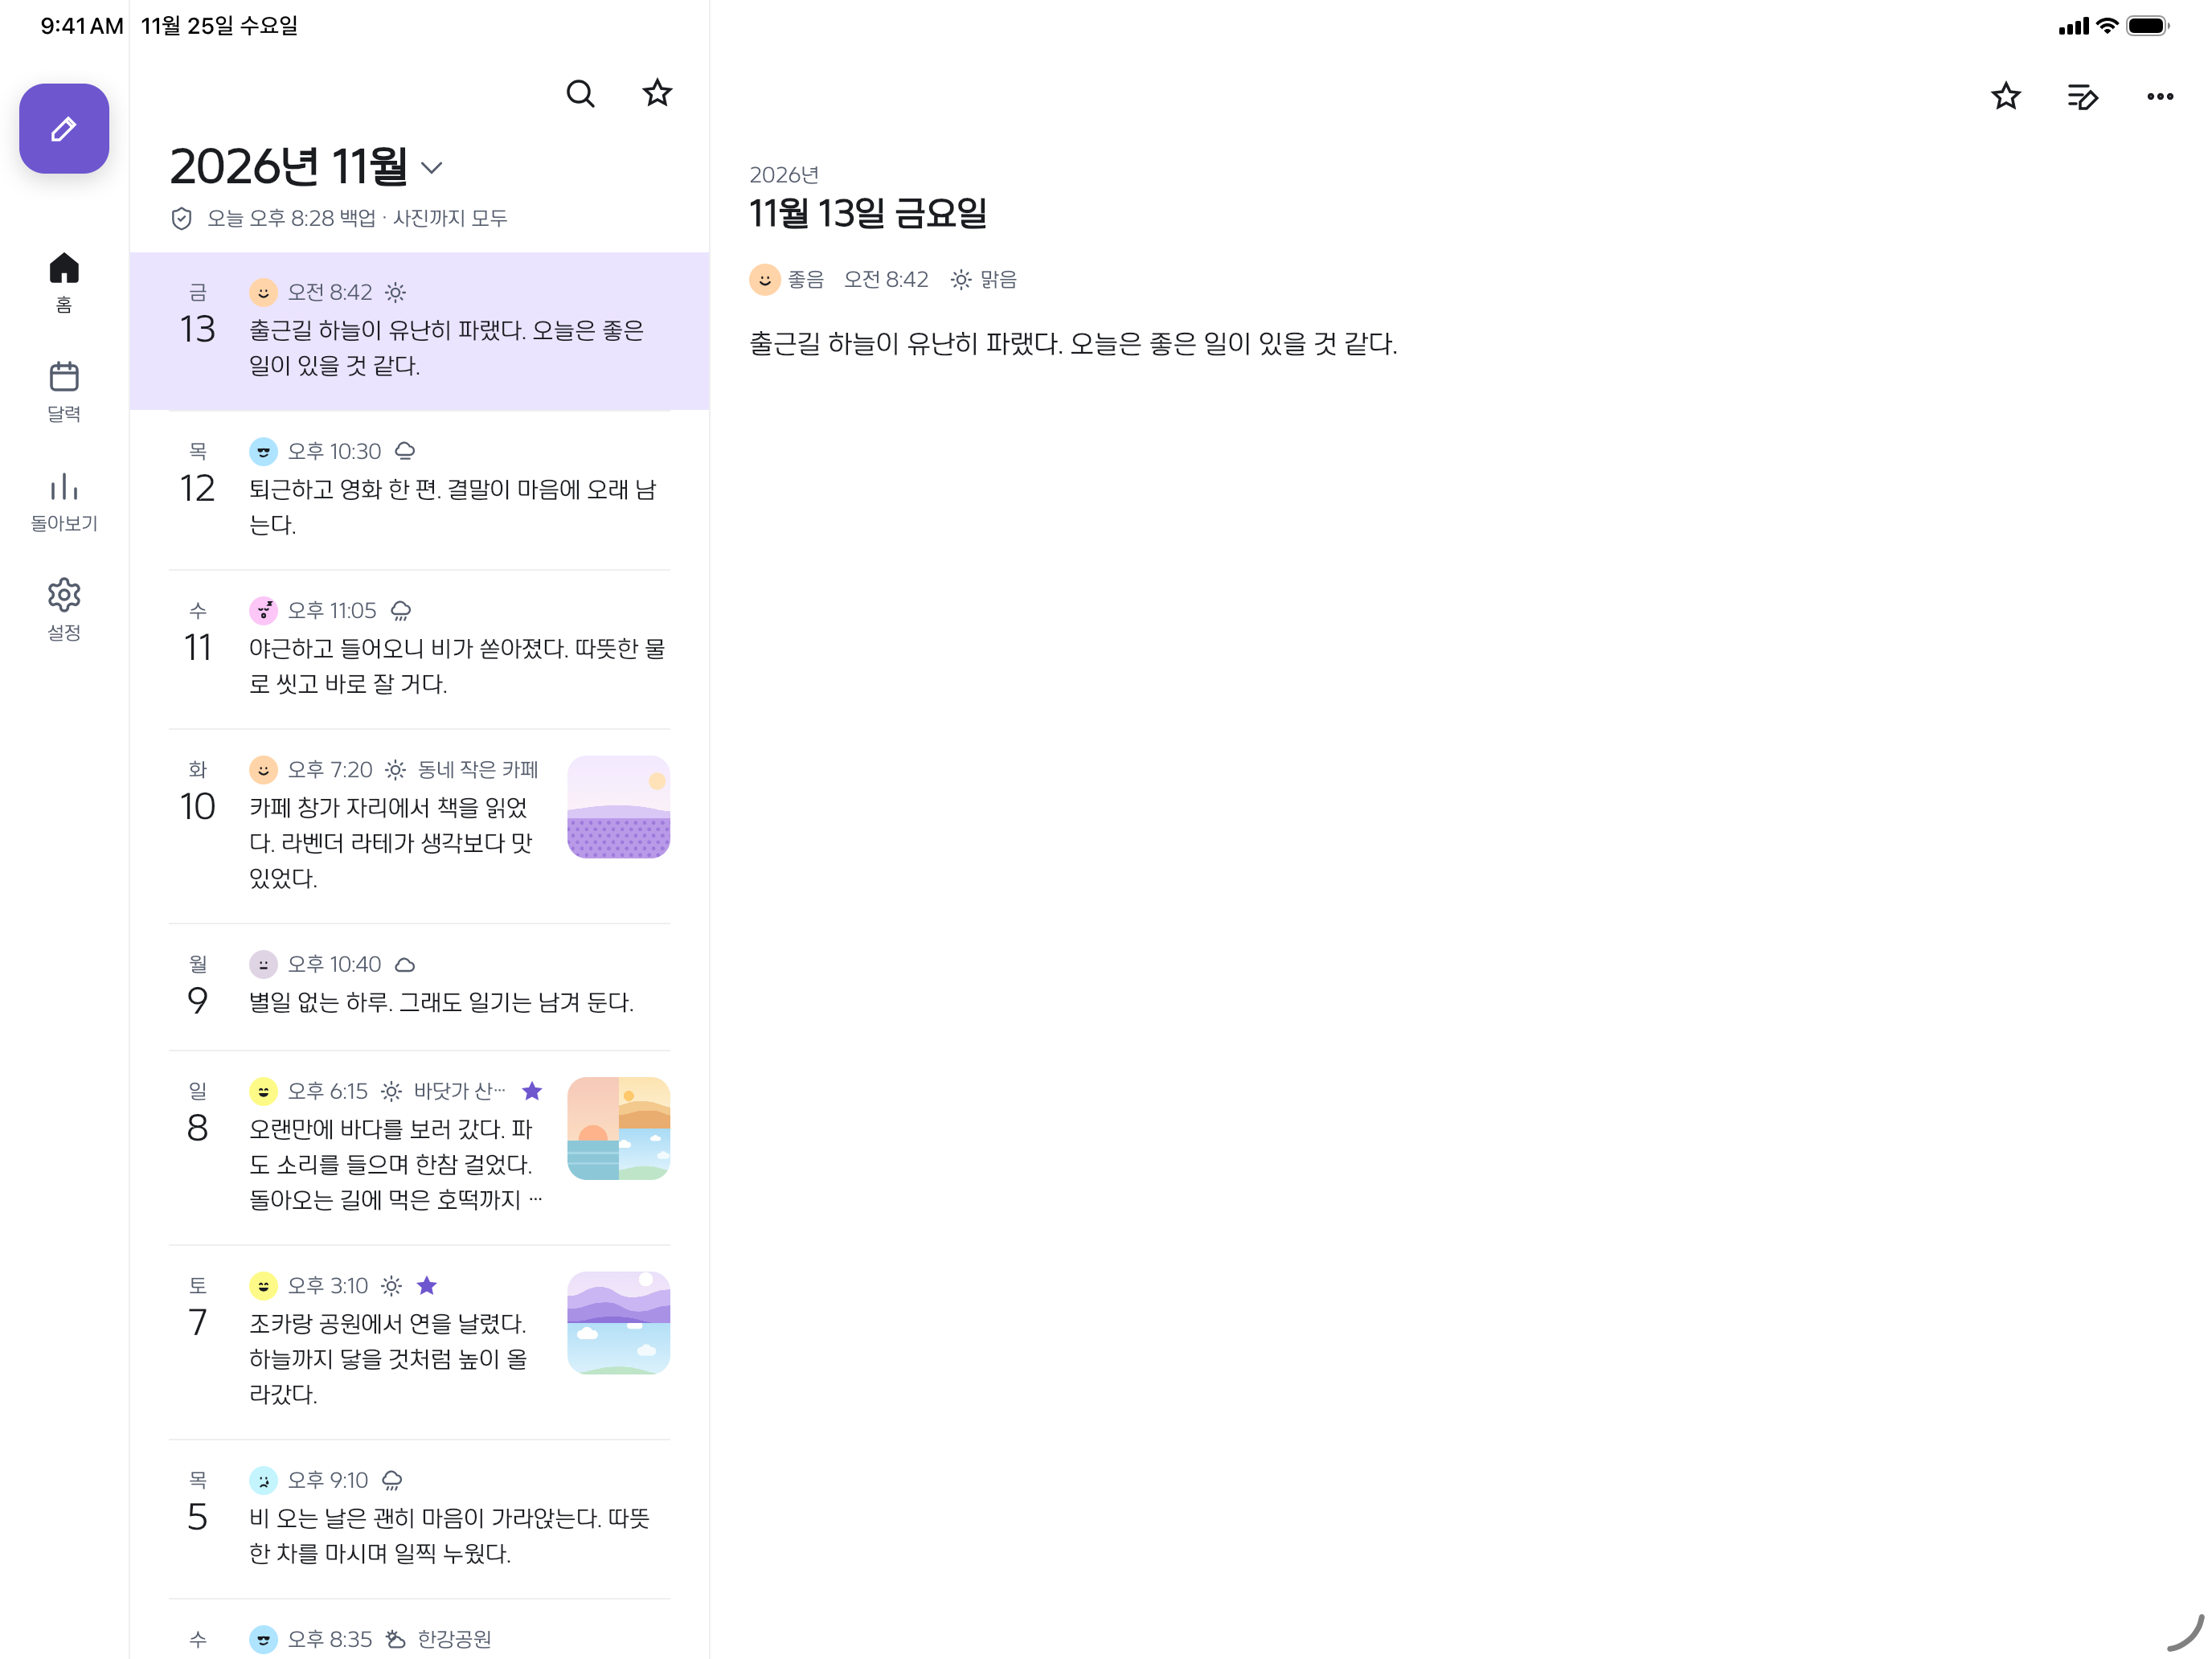 9:41 AM 11월 25일 수요일
홈
달력
돌아보기
설정
2026년 11월
오늘 오후 8:28 백업 · 사진까지 모두
금
13
오전 8:42
출근길 하늘이 유난히 파랬다. 오늘은 좋은
일이 있을 것 같다.
목
12
오후 10:30
퇴근하고 영화 한 편. 결말이 마음에 오래 남
는다.
수
11
오후 11:05
야근하고 들어오니 비가 쏟아졌다. 따뜻한 물
로 씻고 바로 잘 거다.
화
10
오후 7:20 동네 작은 카페
카페 창가 자리에서 책을 읽었
다. 라벤더 라테가 생각보다 맛
있었다.
월
9
오후 10:40
별일 없는 하루. 그래도 일기는 남겨 둔다.
일
8
오후 6:15 바닷가 산…
오랜만에 바다를 보러 갔다. 파
도 소리를 들으며 한참 걸었다.
돌아오는 길에 먹은 호떡까지 …
토
7
오후 3:10
조카랑 공원에서 연을 날렸다.
하늘까지 닿을 것처럼 높이 올
라갔다.
목
5
오후 9:10
비 오는 날은 괜히 마음이 가라앉는다. 따뜻
한 차를 마시며 일찍 누웠다.
수
오후 8:35 한강공원
2026년
11월 13일 금요일
좋음 오전 8:42 맑음
출근길 하늘이 유난히 파랬다. 오늘은 좋은 일이 있을 것 같다.